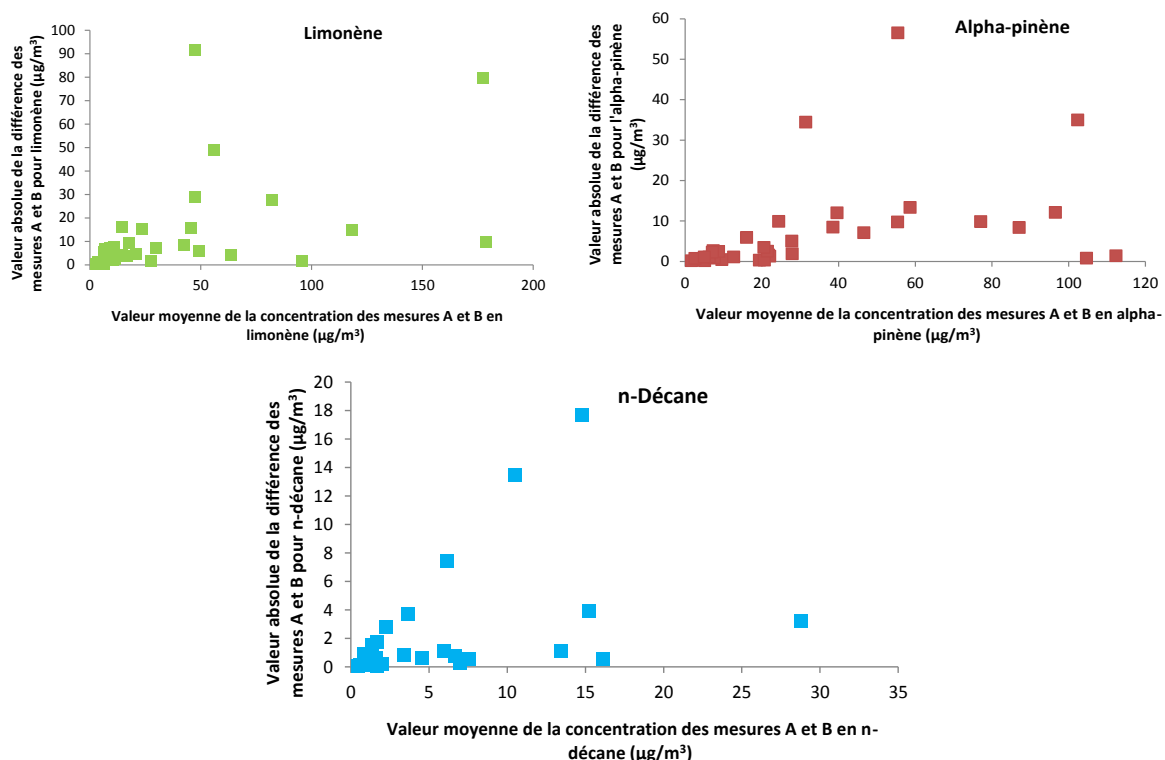 Limonène
Valeur absolue de la différence des
mesures A et B pour limonène (µg/m³)
100
90
80
70
60
50
40
30
20
10
0
0 50 100 150 200
Valeur moyenne de la concentration des mesures A et B en
limonène (µg/m³)
Alpha-pinène
Valeur absolue de la différence des
mesures A et B pour l'alpha-pinène
(µg/m³)
60
50
40
30
20
10
0
0 20 40 60 80 100 120
Valeur moyenne de la concentration des mesures A et B en alpha-
pinène (µg/m³)
n-Décane
Valeur absolue de la différence des
mesures A et B pour n-décane (µg/m³)
20
18
16
14
12
10
8
6
4
2
0
0 5 10 15 20 25 30 35
Valeur moyenne de la concentration des mesures A et B en n-
décane (µg/m³)